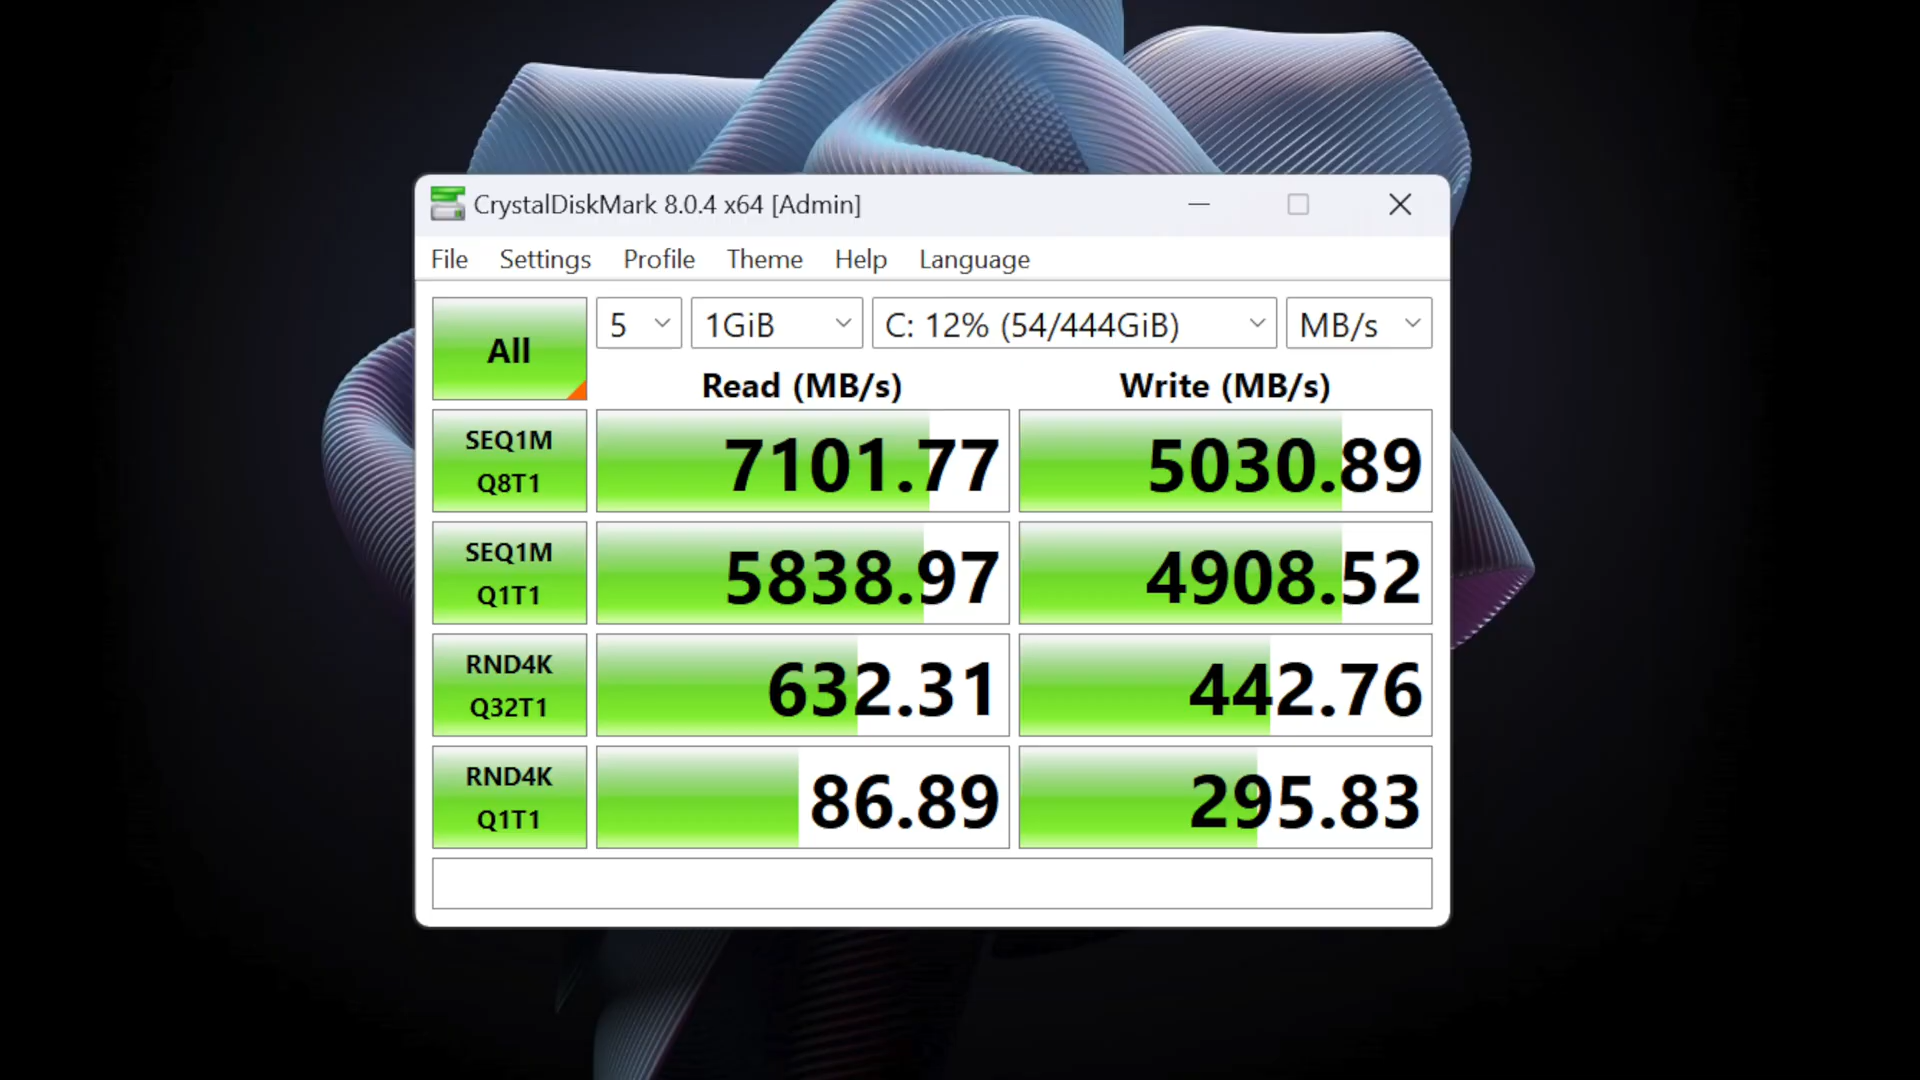 CrystalDiskMark 8.0.4 x64 [Admin]
File Settings Profile Theme Help Language
All 5 1GiB C: 12% (54/444GiB) MB/s
Read (MB/s) Write (MB/s)
SEQ1M
Q8T1
7101.77 5030.89
SEQ1M
Q1T1
5838.97 4908.52
RND4K
Q32T1
632.31 442.76
RND4K
Q1T1
86.89 295.83